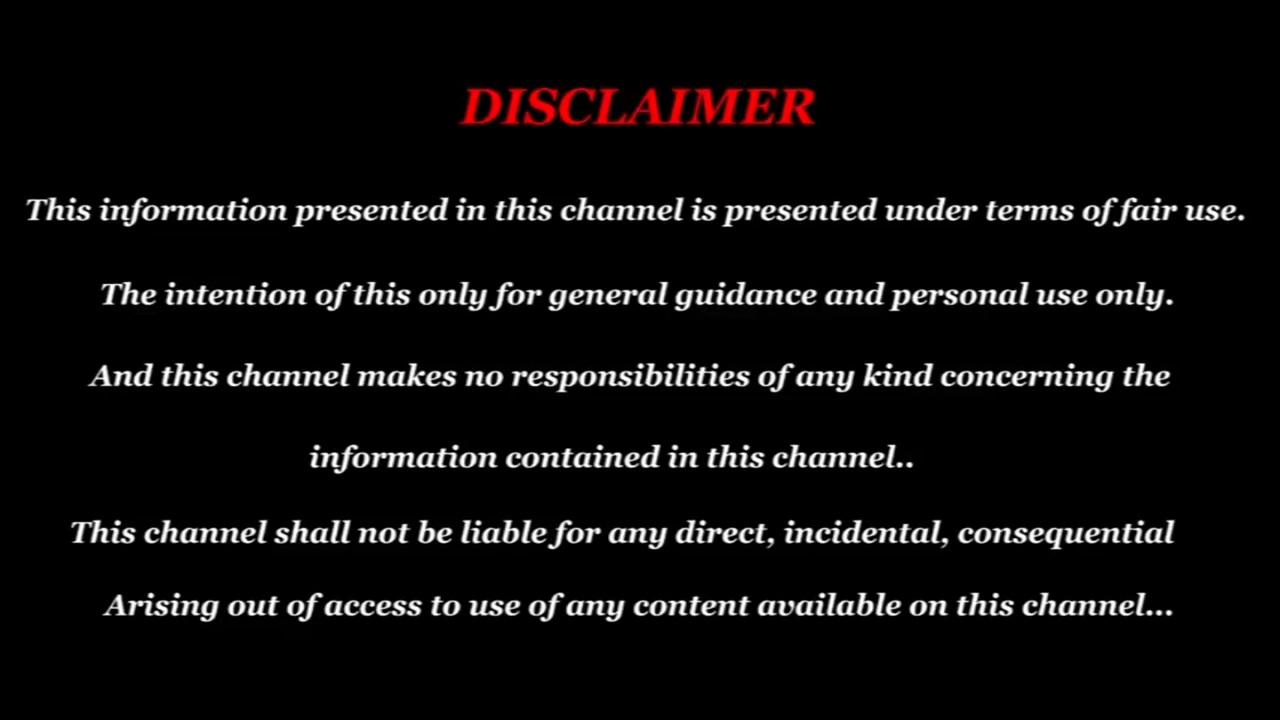 DISCLAIMER
This information presented in this channel is presented under terms of fair use.
The intention of this only for general guidance and personal use only.
And this channel makes no responsibilities of any kind concerning the
information contained in this channel..
This channel shall not be liable for any direct, incidental, consequential
Arising out of access to use of any content available on this channel...